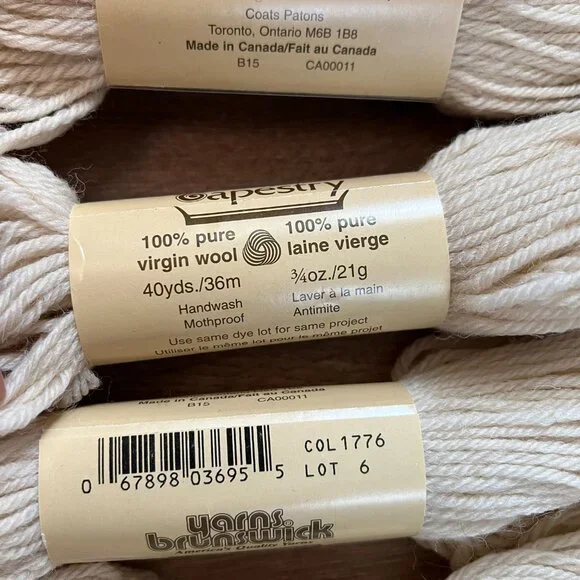 Coats Patons
Toronto, Ontario M6B 1B8
Made in Canada/Fait au Canada
B15 CA00011
Tapestry
100% pure
virgin wool
100% pure
laine vierge
40yds./36m
3/4oz./21g
Handwash
Mothproof
Laver à la main
Antimite
Use same dye lot for same project
Utiliser le même lot pour le même projet
Made in Canada/Fait au Canada
B15 CA00011
0 67898 03695 5
COL 1776
LOT 6
yarns
brunswick
America's Quality Yarns